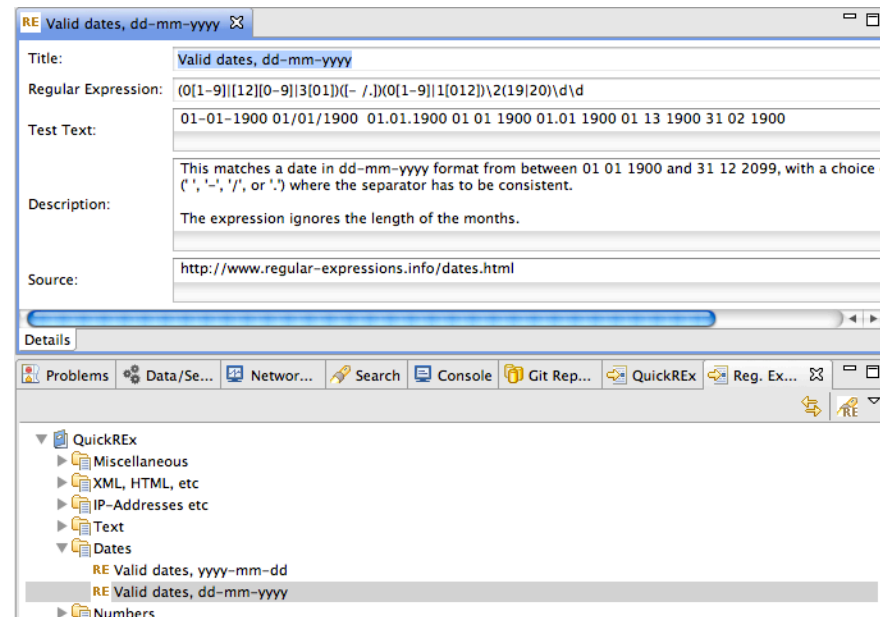 RE Valid dates, dd-mm-yyyy
Title: Valid dates, dd-mm-yyyy
Regular Expression: (0[1-9]|[12][0-9]|3[01])([- /.])(0[1-9]|1[012])\2(19|20)\d\d
Test Text: 01-01-1900 01/01/1900  01.01.1900 01 01 1900 01.01 1900 01 13 1900 31 02 1900
Description: This matches a date in dd-mm-yyyy format from between 01 01 1900 and 31 12 2099, with a choice
(' ', '-', '/', or '.') where the separator has to be consistent.
The expression ignores the length of the months.
Source: http://www.regular-expressions.info/dates.html
Details
Problems Data/Se... Networ... Search Console Git Rep... QuickREx Reg. Ex...
RE
QuickREx
Miscellaneous
XML, HTML, etc
IP-Addresses etc
Text
Dates
RE Valid dates, yyyy-mm-dd
RE Valid dates, dd-mm-yyyy
Numbers